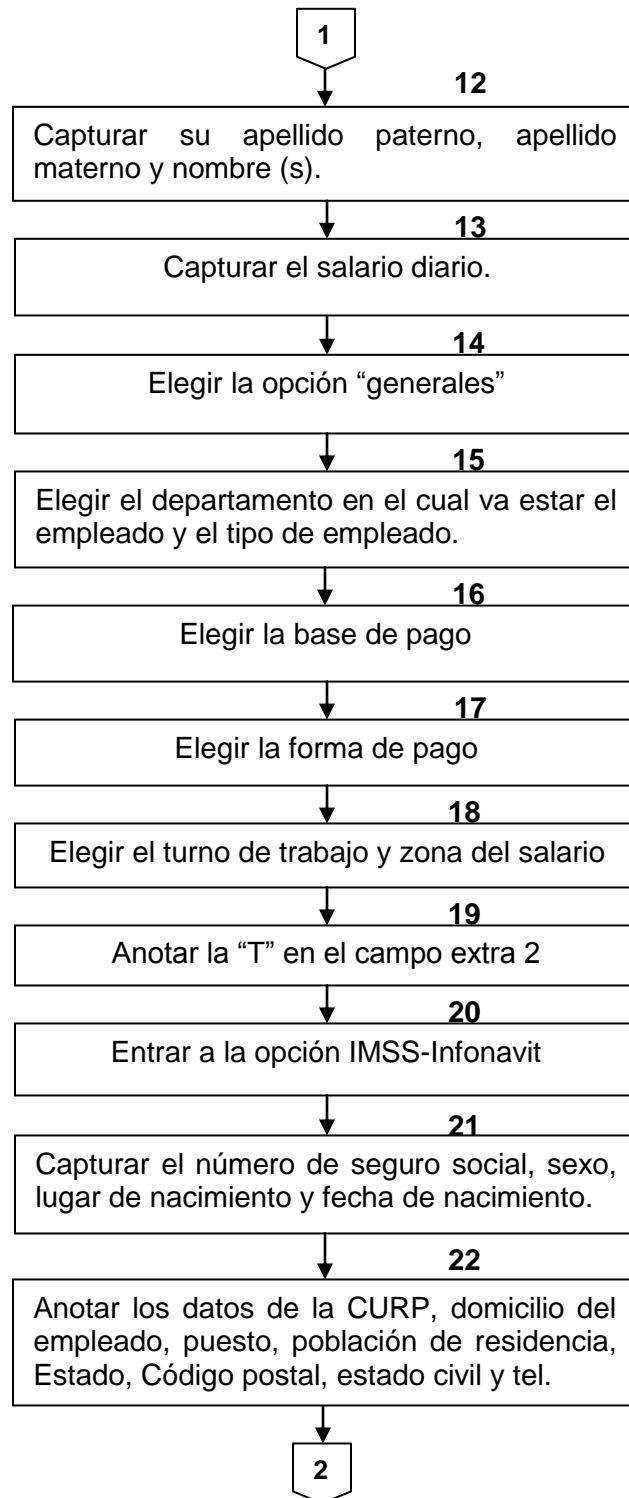 1
12
Capturar su apellido paterno, apellido
materno y nombre (s).
13
Capturar el salario diario.
14
Elegir la opción “generales”
15
Elegir el departamento en el cual va estar el
empleado y el tipo de empleado.
16
Elegir la base de pago
17
Elegir la forma de pago
18
Elegir el turno de trabajo y zona del salario
19
Anotar la “T” en el campo extra 2
20
Entrar a la opción IMSS-Infonavit
21
Capturar el número de seguro social, sexo,
lugar de nacimiento y fecha de nacimiento.
22
Anotar los datos de la CURP, domicilio del
empleado, puesto, población de residencia,
Estado, Código postal, estado civil y tel.
2